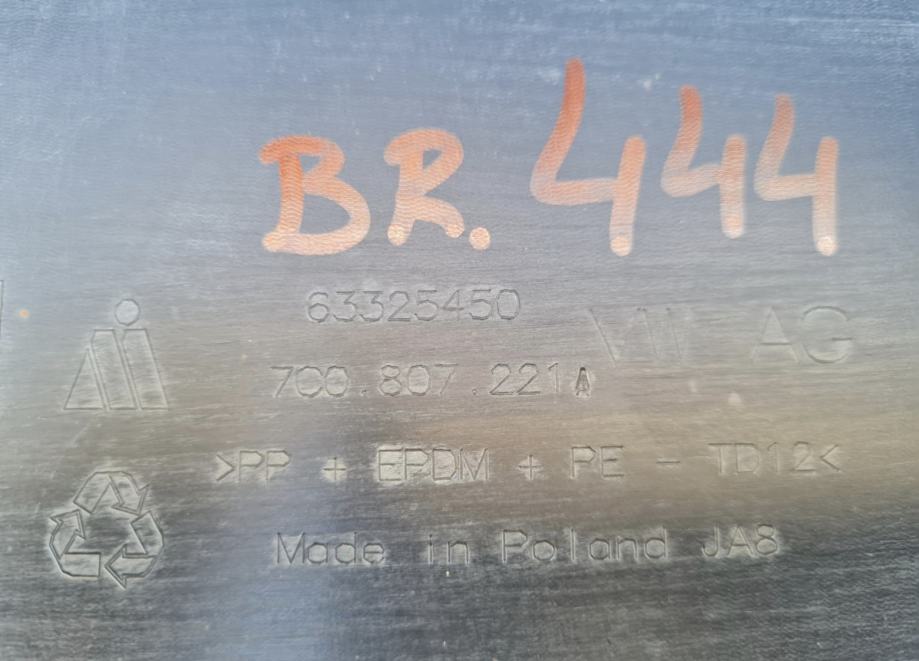 BR. 444
63325450
VW AG
7C0.807.221A
>PP + EPDM + PE - TD12<
Made in Poland JA8